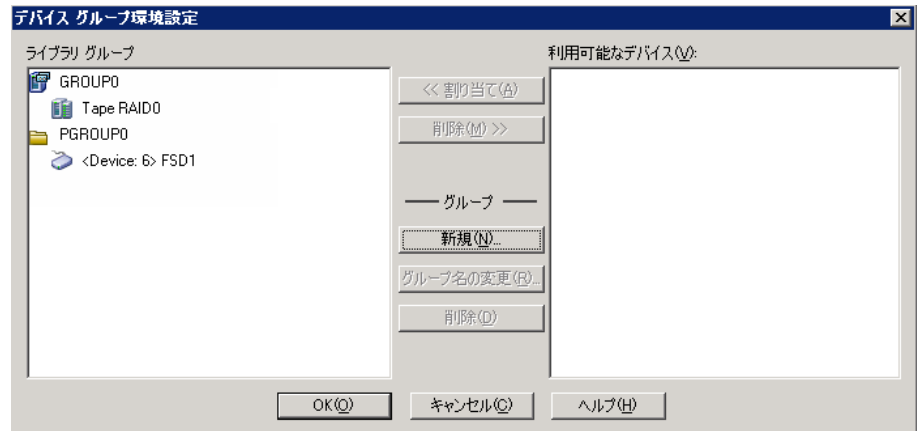 デバイス グループ環境設定
ライブラリ グループ
利用可能なデバイス(V):
GROUP0
Tape RAID0
PGROUP0
<Device: 6> FSD1
<< 割り当て(A)
削除(M) >>
グループ
新規(N)...
グループ名の変更(R)...
削除(D)
OK(O)
キャンセル(C)
ヘルプ(H)